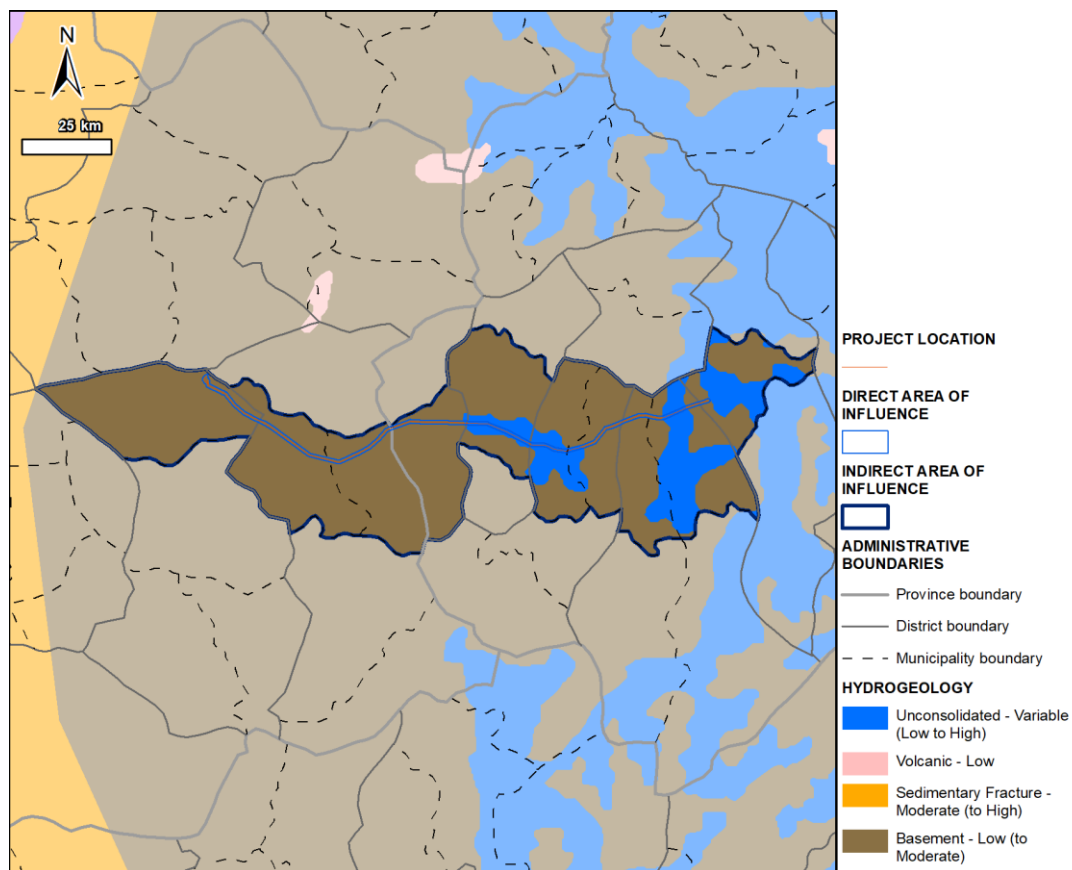 N
25 km
PROJECT LOCATION
DIRECT AREA OF
INFLUENCE
INDIRECT AREA OF
INFLUENCE
ADMINISTRATIVE
BOUNDARIES
Province boundary
District boundary
Municipality boundary
HYDROGEOLOGY
Unconsolidated - Variable
(Low to High)
Volcanic - Low
Sedimentary Fracture -
Moderate (to High)
Basement - Low (to
Moderate)